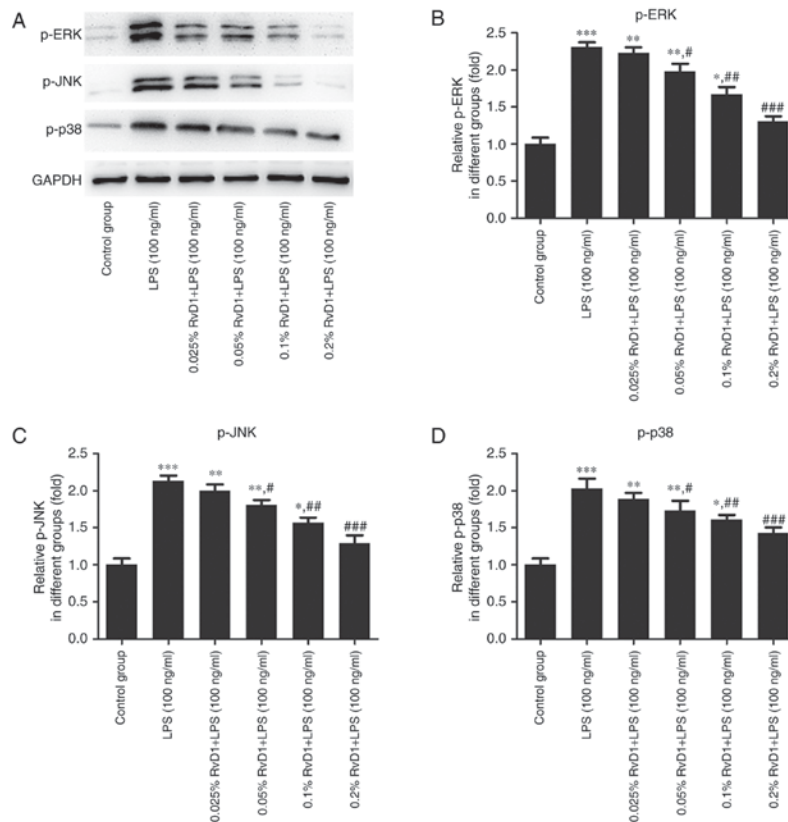 A
p-ERK
p-JNK
p-p38
GAPDH
Control group
LPS (100 ng/ml)
0.025% RvD1+LPS (100 ng/ml)
0.05% RvD1+LPS (100 ng/ml)
0.1% RvD1+LPS (100 ng/ml)
0.2% RvD1+LPS (100 ng/ml)
B
p-ERK
Relative p-ERK
in different groups (fold)
2.5
2.0
1.5
1.0
0.5
0.0
***
**
**,#
*,##
###
Control group
LPS (100 ng/ml)
0.025% RvD1+LPS (100 ng/ml)
0.05% RvD1+LPS (100 ng/ml)
0.1% RvD1+LPS (100 ng/ml)
0.2% RvD1+LPS (100 ng/ml)
C
p-JNK
Relative p-JNK
in different groups (fold)
2.5
2.0
1.5
1.0
0.5
0.0
***
**
**,#
*,##
###
Control group
LPS (100 ng/ml)
0.025% RvD1+LPS (100 ng/ml)
0.05% RvD1+LPS (100 ng/ml)
0.1% RvD1+LPS (100 ng/ml)
0.2% RvD1+LPS (100 ng/ml)
D
p-p38
Relative p-p38
in different groups (fold)
2.5
2.0
1.5
1.0
0.5
0.0
***
**
**,#
*,##
###
Control group
LPS (100 ng/ml)
0.025% RvD1+LPS (100 ng/ml)
0.05% RvD1+LPS (100 ng/ml)
0.1% RvD1+LPS (100 ng/ml)
0.2% RvD1+LPS (100 ng/ml)